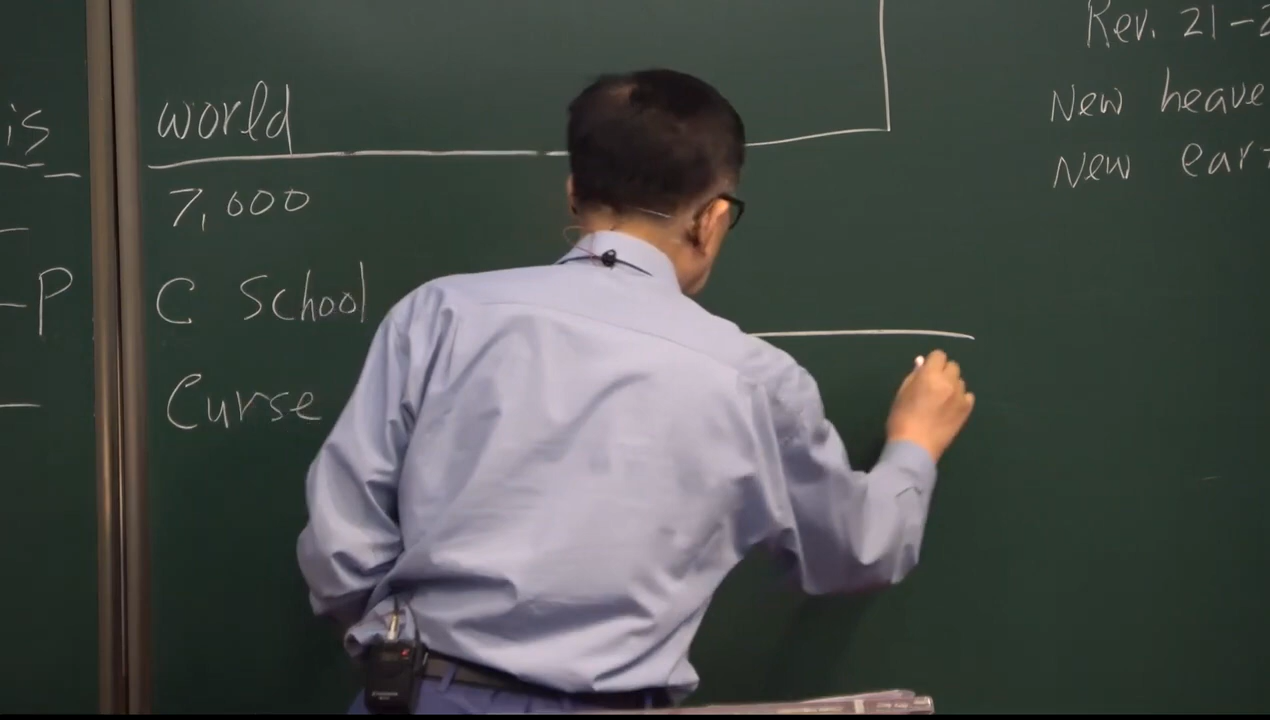 is
P
world
7,000
C School
Curse
Rev. 21-2
New heave
New ear